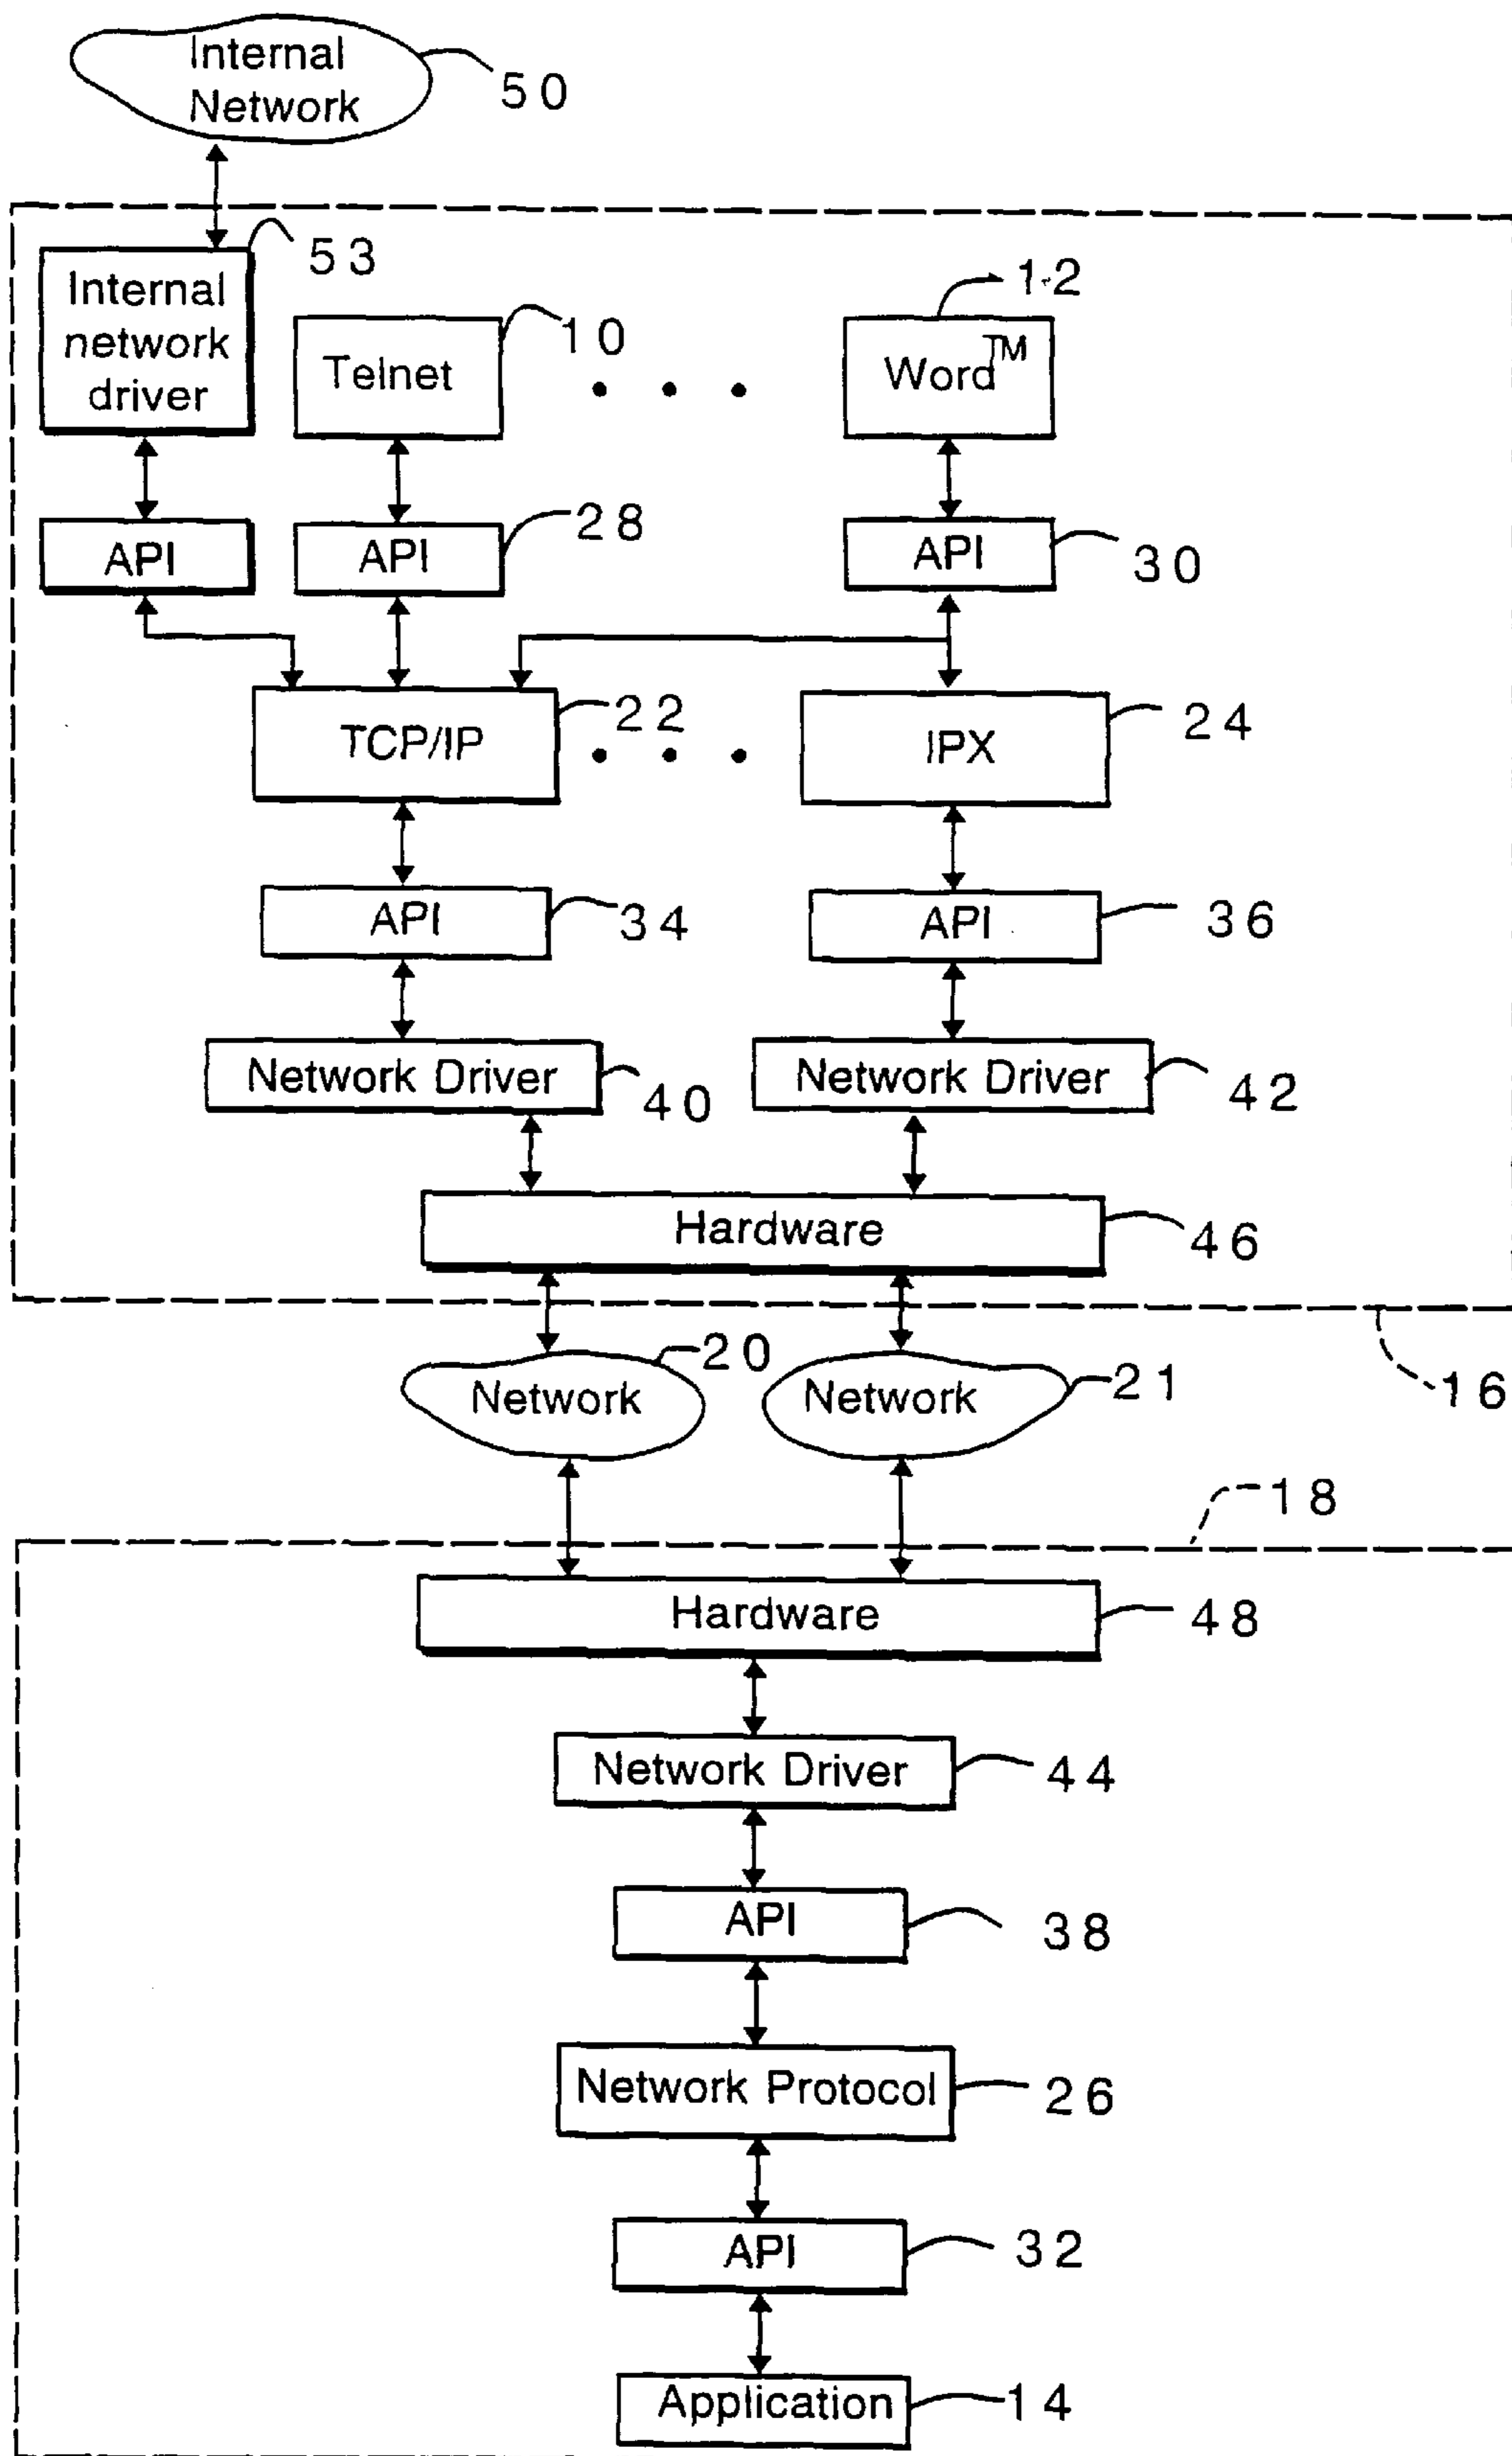 Internal
Network
50
53
Internal
network
driver
10
Telnet
12
Word™
API
API
28
API
30
TCP/IP
22
IPX
24
API
34
API
36
Network Driver
40
Network Driver
42
Hardware
46
Network
20
Network
21
16
18
Hardware
48
Network Driver
44
API
38
Network Protocol
26
API
32
Application
14